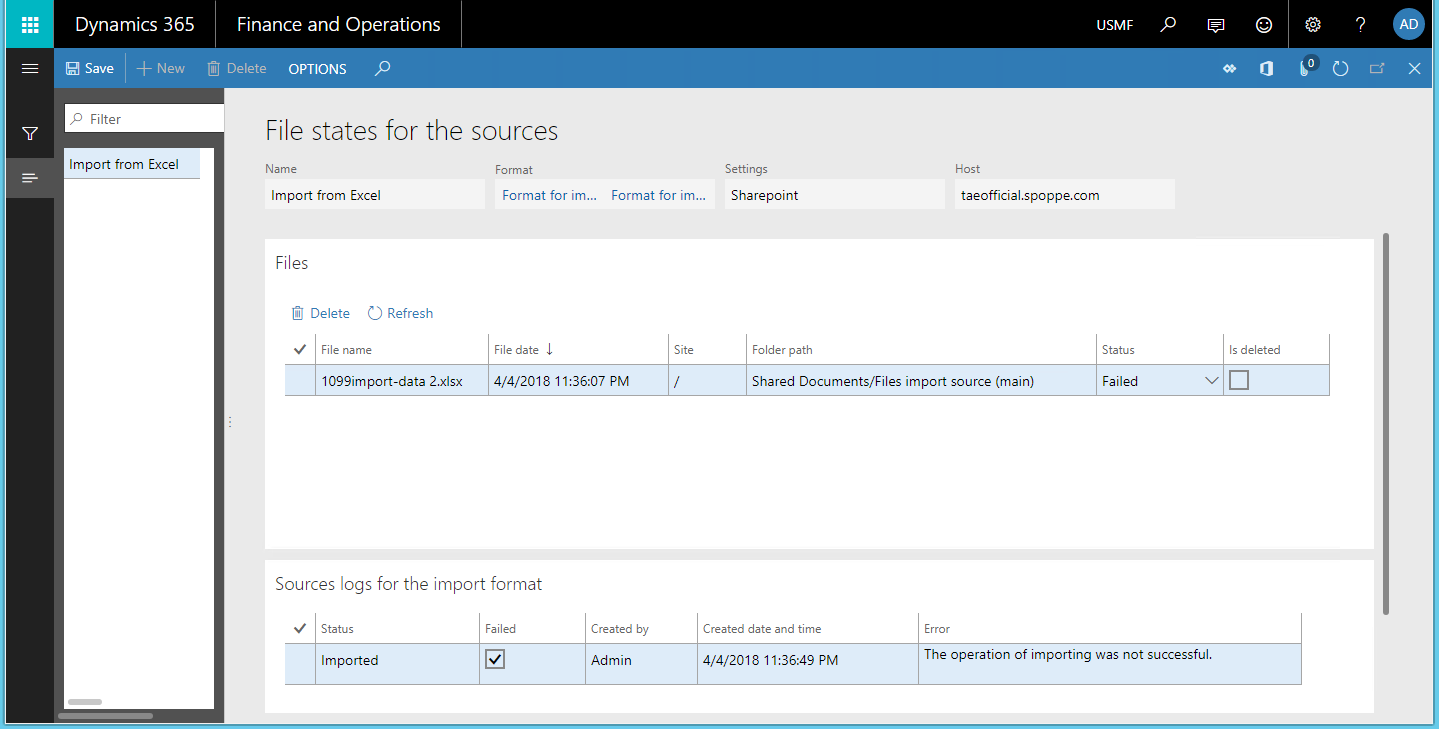 Dynamics 365 Finance and Operations USMF ? AD
Save New Delete OPTIONS 0
Filter
Import from Excel
File states for the sources
Name Format Settings Host
Import from Excel Format for im... Format for im... Sharepoint taeofficial.spoppe.com
Files
Delete Refresh
File name File date Site Folder path Status Is deleted
1099import-data 2.xlsx 4/4/2018 11:36:07 PM / Shared Documents/Files import source (main) Failed
Sources logs for the import format
Status Failed Created by Created date and time Error
Imported Admin 4/4/2018 11:36:49 PM The operation of importing was not successful.